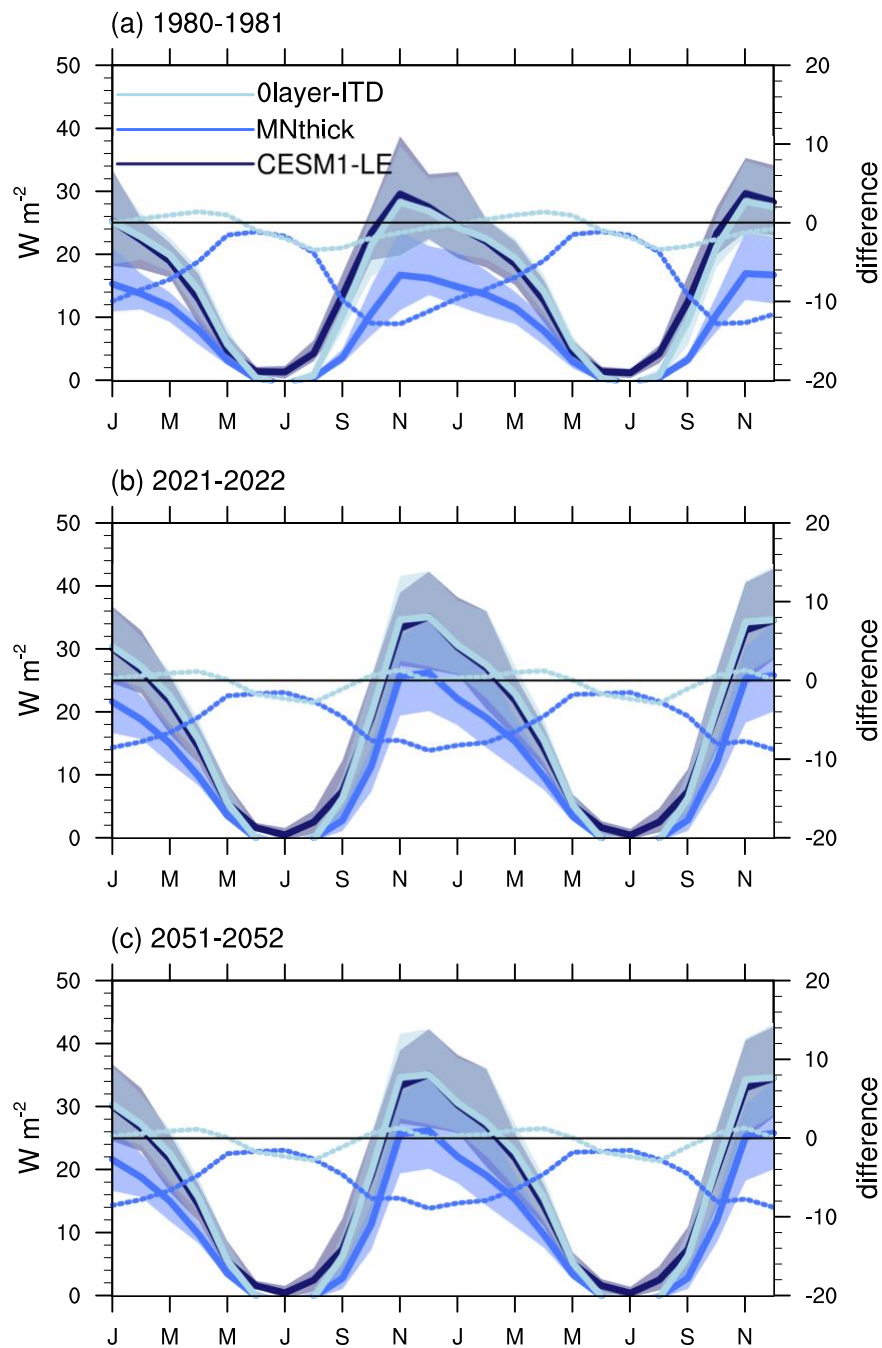 (a) 1980-1981
50 20
0layer-ITD
MNthick
CESM1-LE
40 10
30 0
20
10 -10
0 -20
W m-2
difference
J M M J S N J M M J S N
(b) 2021-2022
50 20
40 10
30 0
20
10 -10
0 -20
W m-2
difference
J M M J S N J M M J S N
(c) 2051-2052
50 20
40 10
30 0
20
10 -10
0 -20
W m-2
difference
J M M J S N J M M J S N